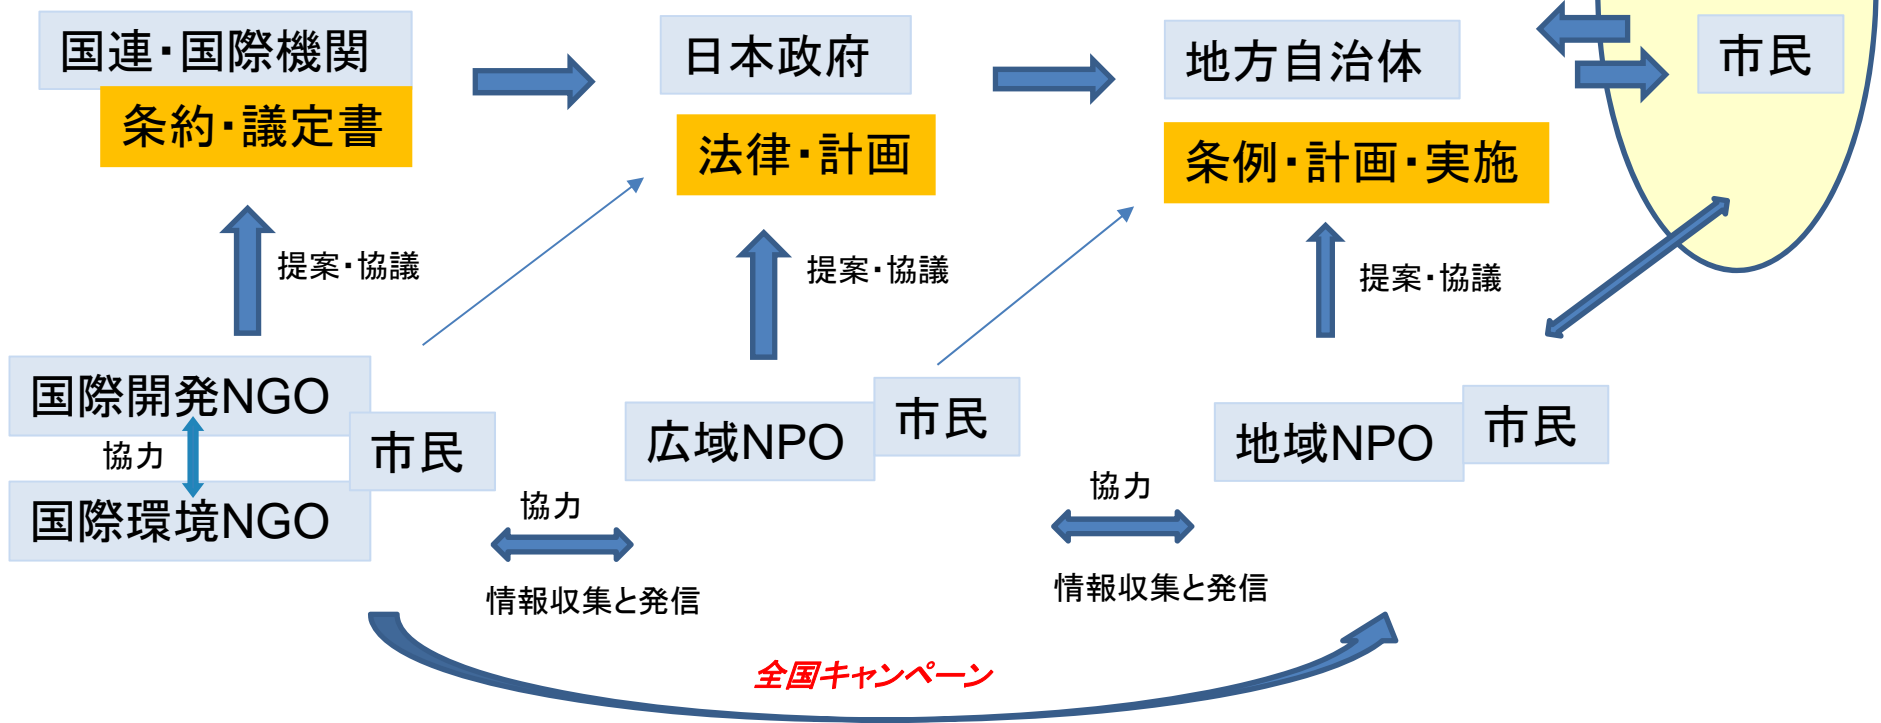 国連・国際機関
日本政府
地方自治体
市民
条約・議定書
法律・計画
条例・計画・実施
提案・協議
提案・協議
提案・協議
国際開発NGO
協力
国際環境NGO
市民
広域NPO
市民
地域NPO
市民
協力
情報収集と発信
協力
情報収集と発信
全国キャンペーン